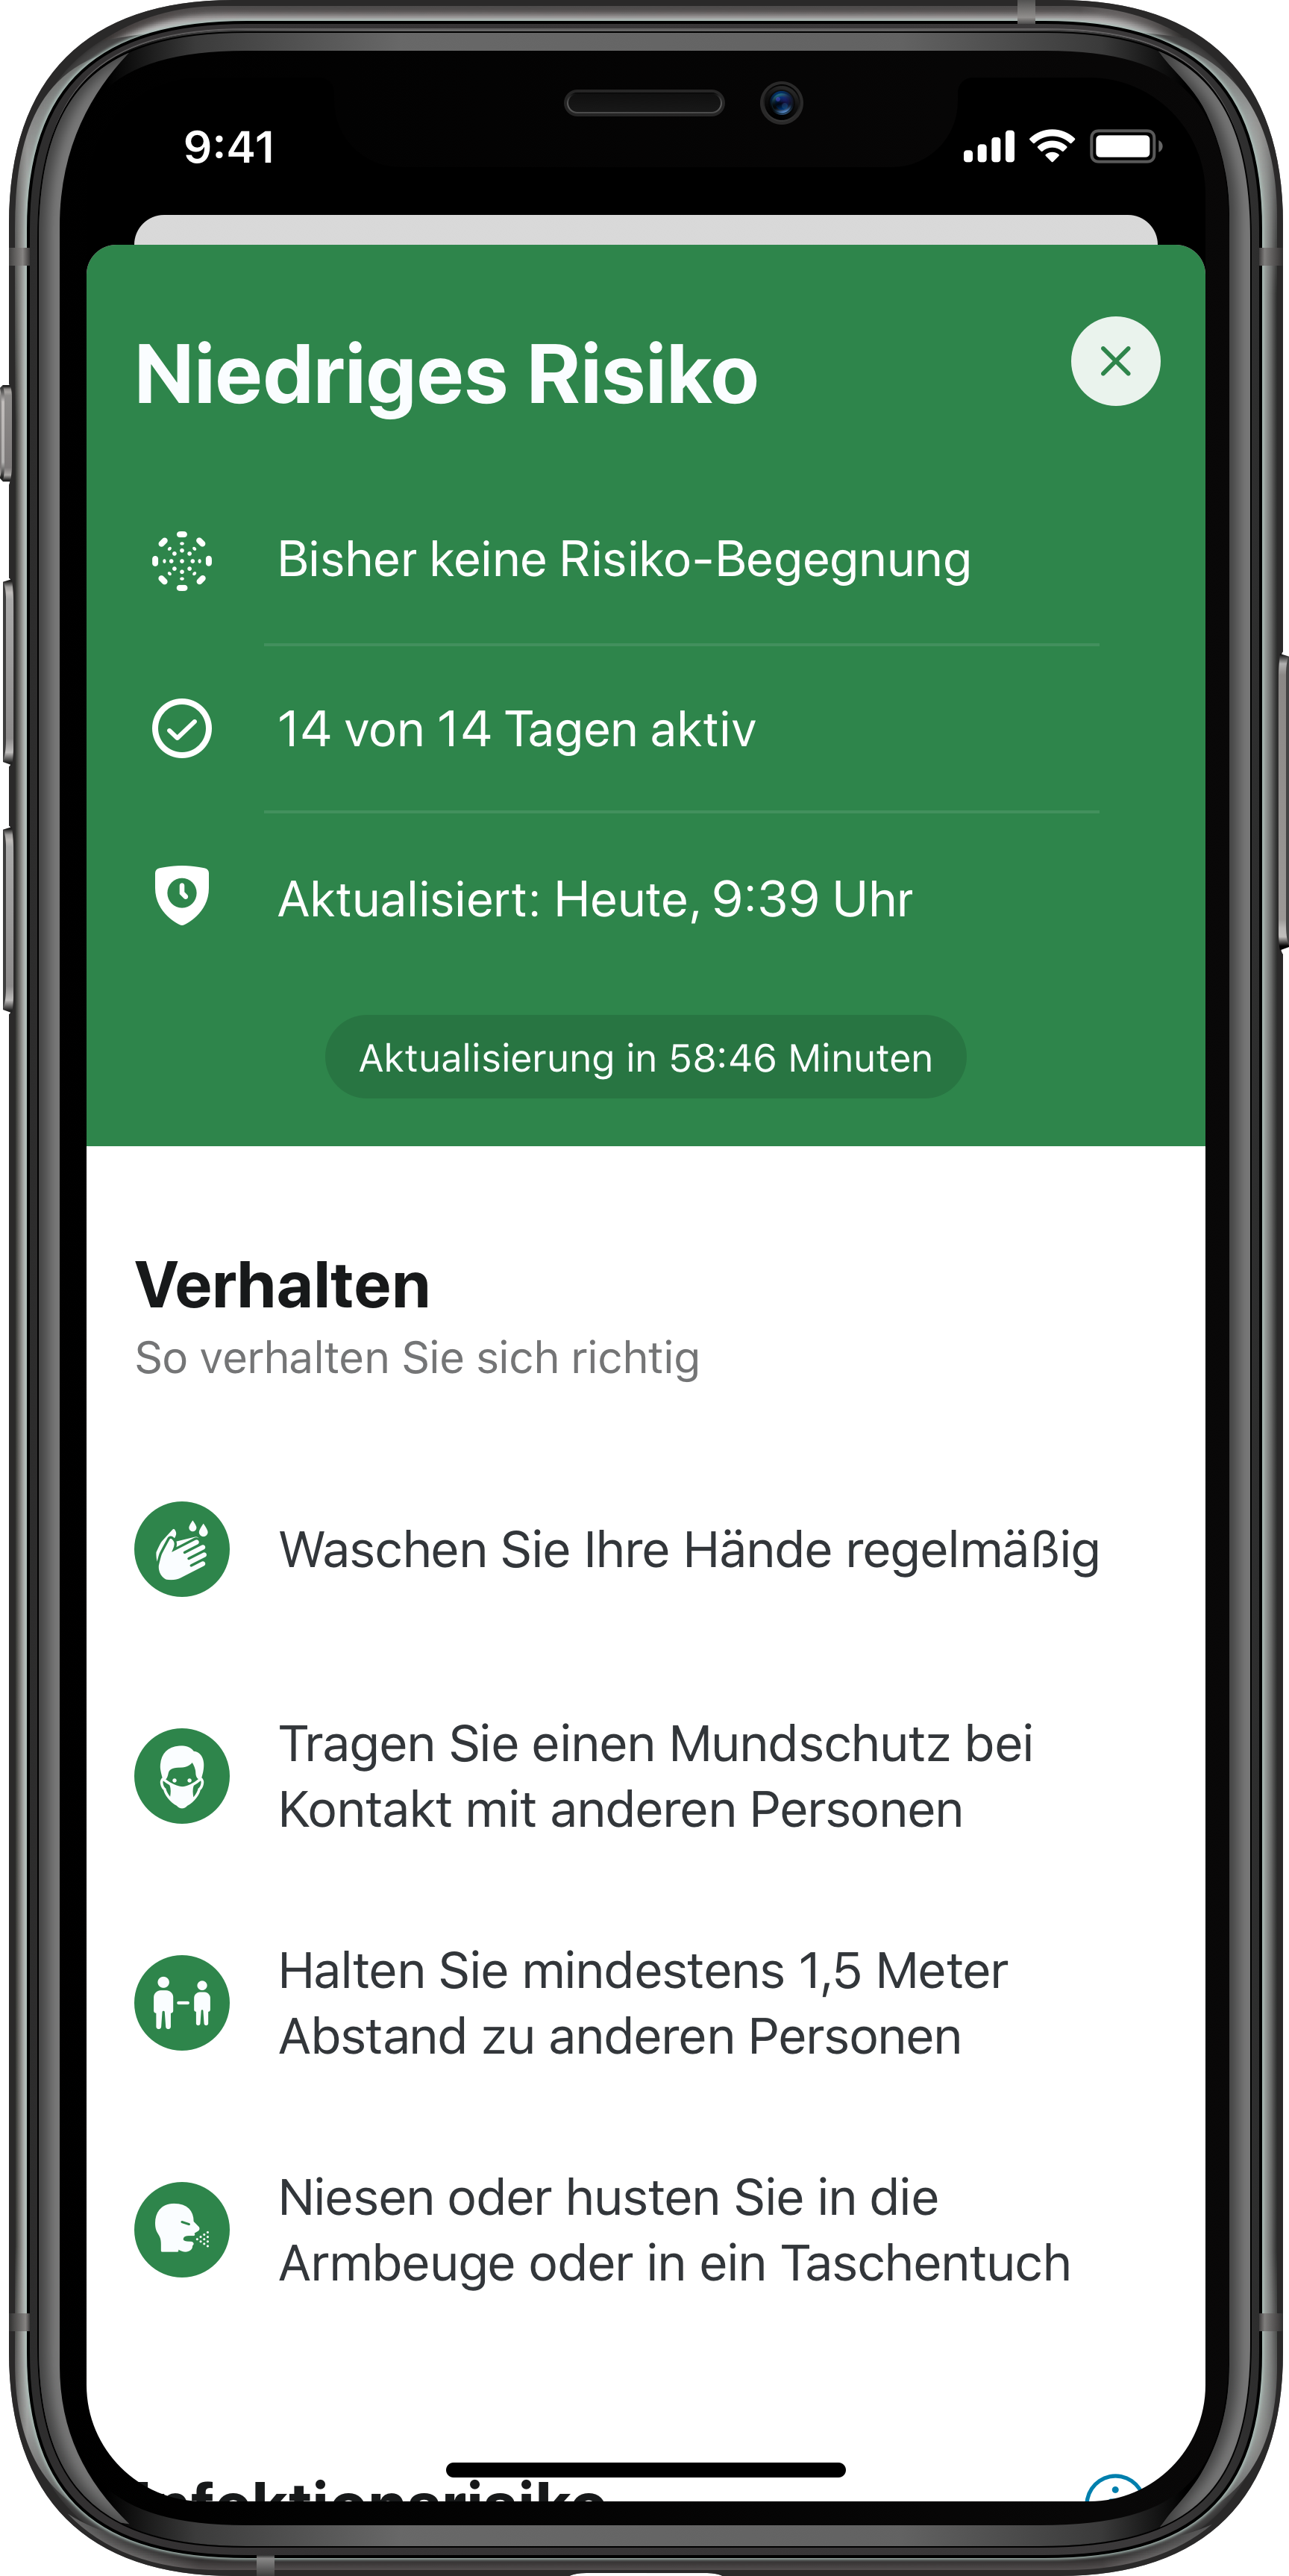 9:41
Niedriges Risiko
Bisher keine Risiko-Begegnung
14 von 14 Tagen aktiv
Aktualisiert: Heute, 9:39 Uhr
Aktualisierung in 58:46 Minuten
Verhalten
So verhalten Sie sich richtig
Waschen Sie Ihre Hände regelmäßig
Tragen Sie einen Mundschutz bei
Kontakt mit anderen Personen
Halten Sie mindestens 1,5 Meter
Abstand zu anderen Personen
Niesen oder husten Sie in die
Armbeuge oder in ein Taschentuch
Infektionsrisiko